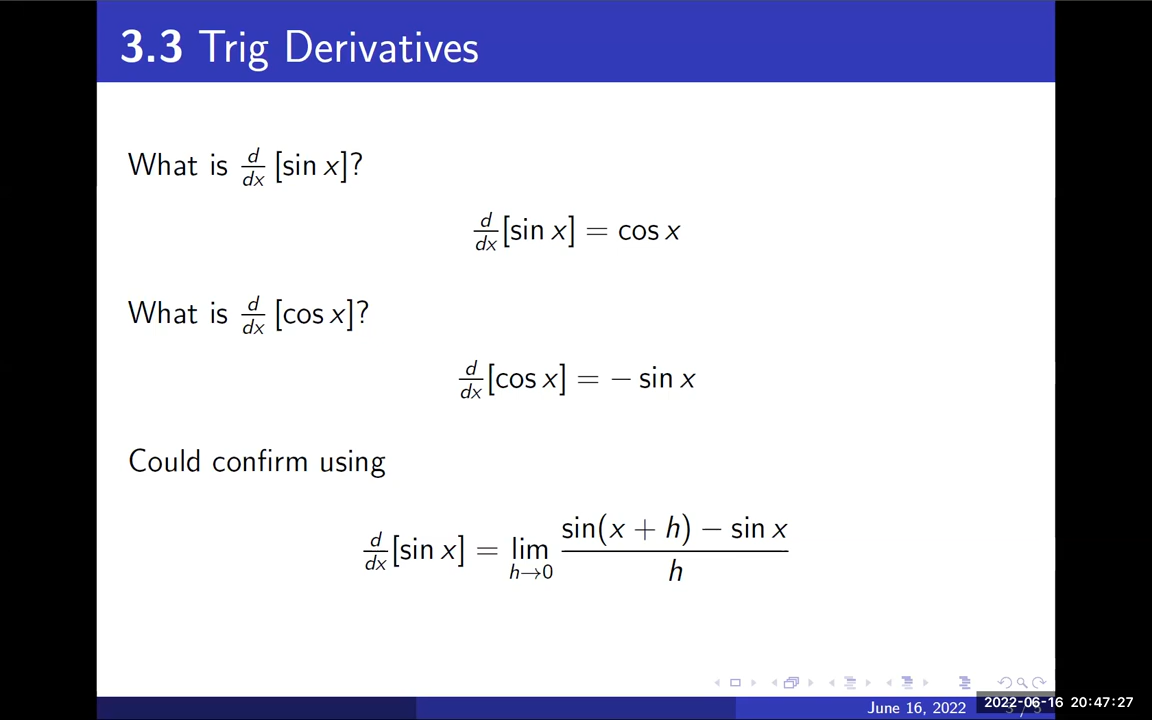 3.3 Trig Derivatives
What is d/dx [sin x]?
d/dx [sin x] = cos x
What is d/dx [cos x]?
d/dx [cos x] = − sin x
Could confirm using
d/dx [sin x] = lim h→0 sin(x + h) − sin x / h
June 16, 2022
2022-06-16 20:47:27